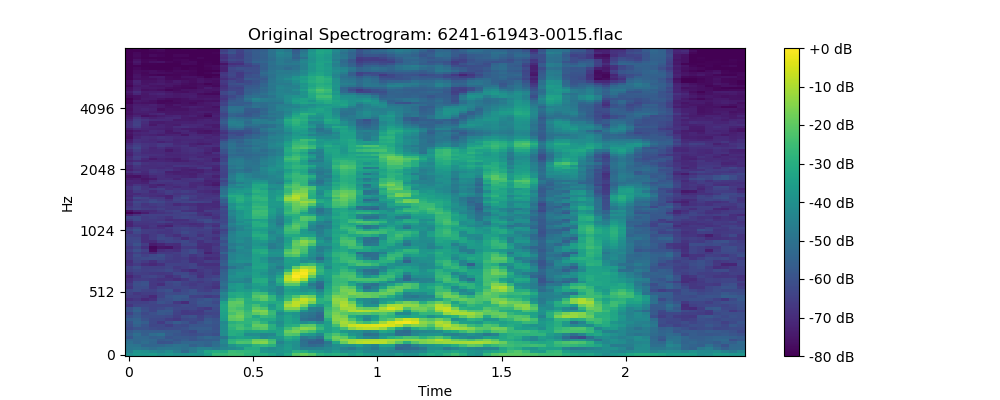 Original Spectrogram: 6241-61943-0015.flac
Hz
4096
2048
1024
512
0
0
0.5
1
1.5
2
Time
+0 dB
-10 dB
-20 dB
-30 dB
-40 dB
-50 dB
-60 dB
-70 dB
-80 dB